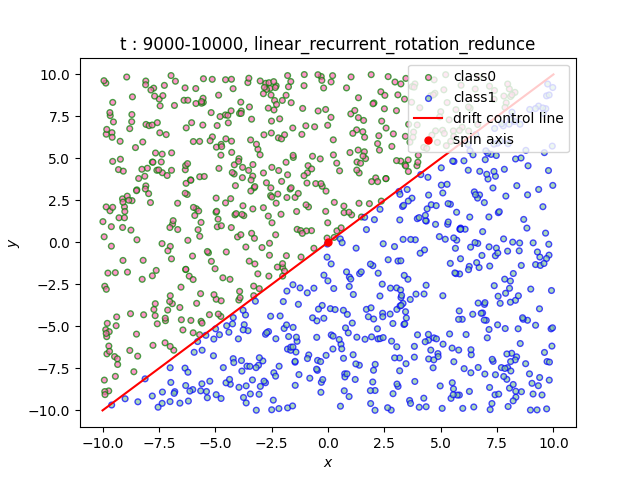 t : 9000-10000, linear_recurrent_rotation_redunce
10.0
7.5
5.0
2.5
0.0
−2.5
−5.0
−7.5
−10.0
y
class0
class1
drift control line
spin axis
−10.0 −7.5 −5.0 −2.5 0.0 2.5 5.0 7.5 10.0
x